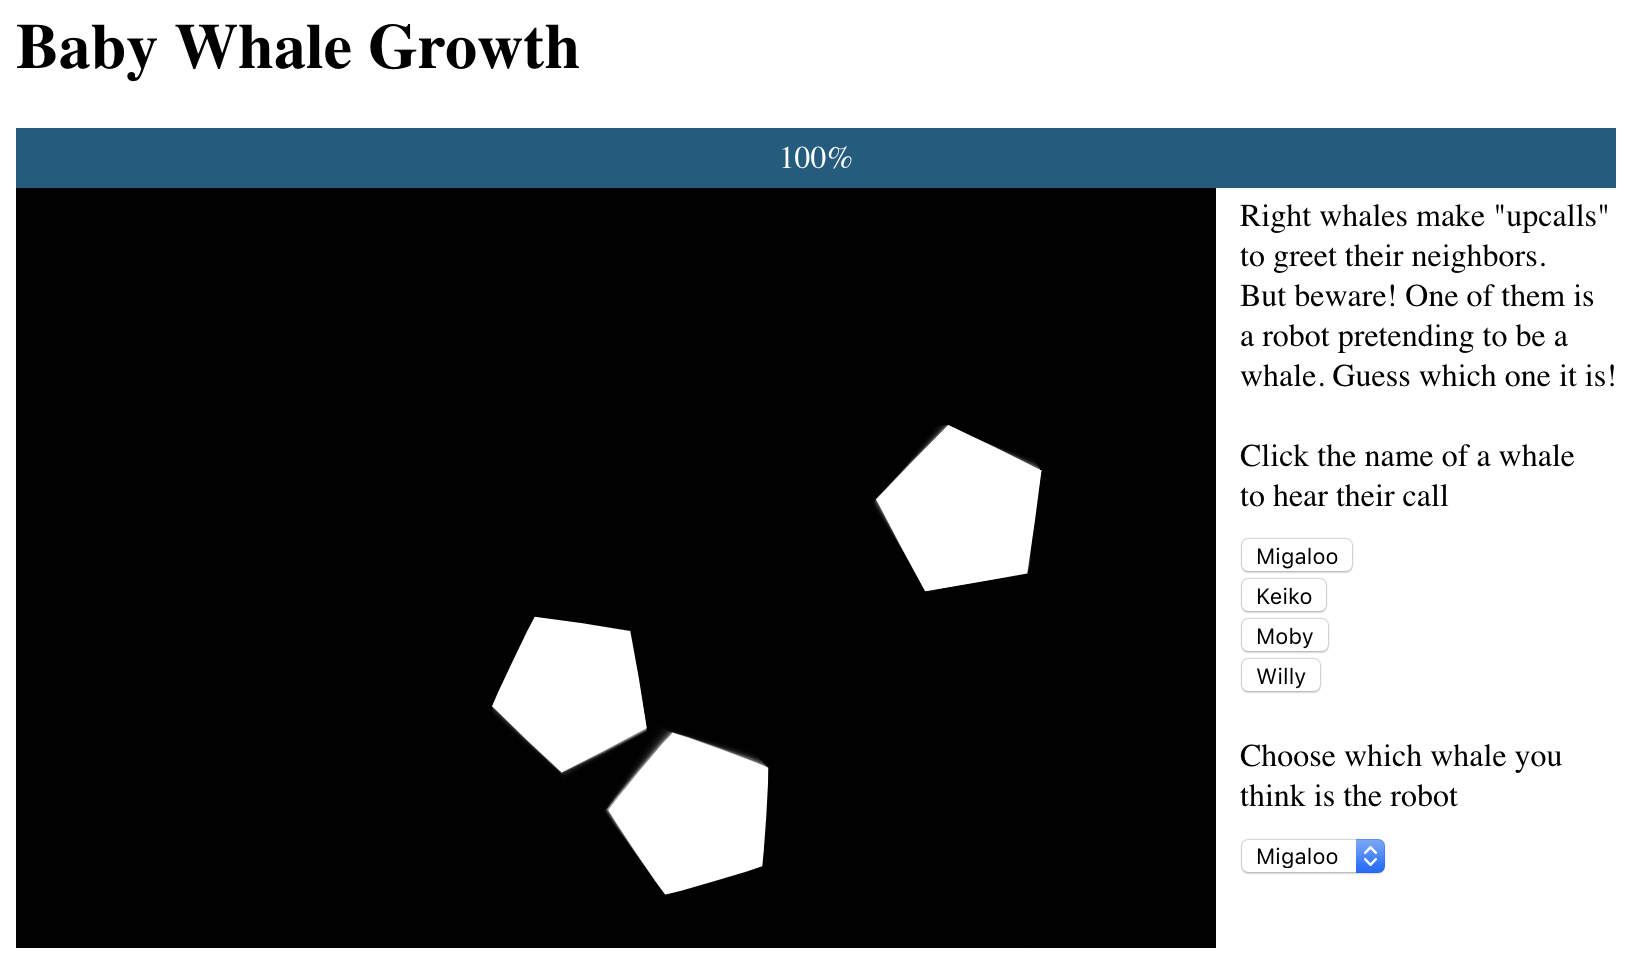 Baby Whale Growth
100%
Right whales make "upcalls"
to greet their neighbors.
But beware! One of them is
a robot pretending to be a
whale. Guess which one it is!
Click the name of a whale
to hear their call
Migaloo
Keiko
Moby
Willy
Choose which whale you
think is the robot
Migaloo